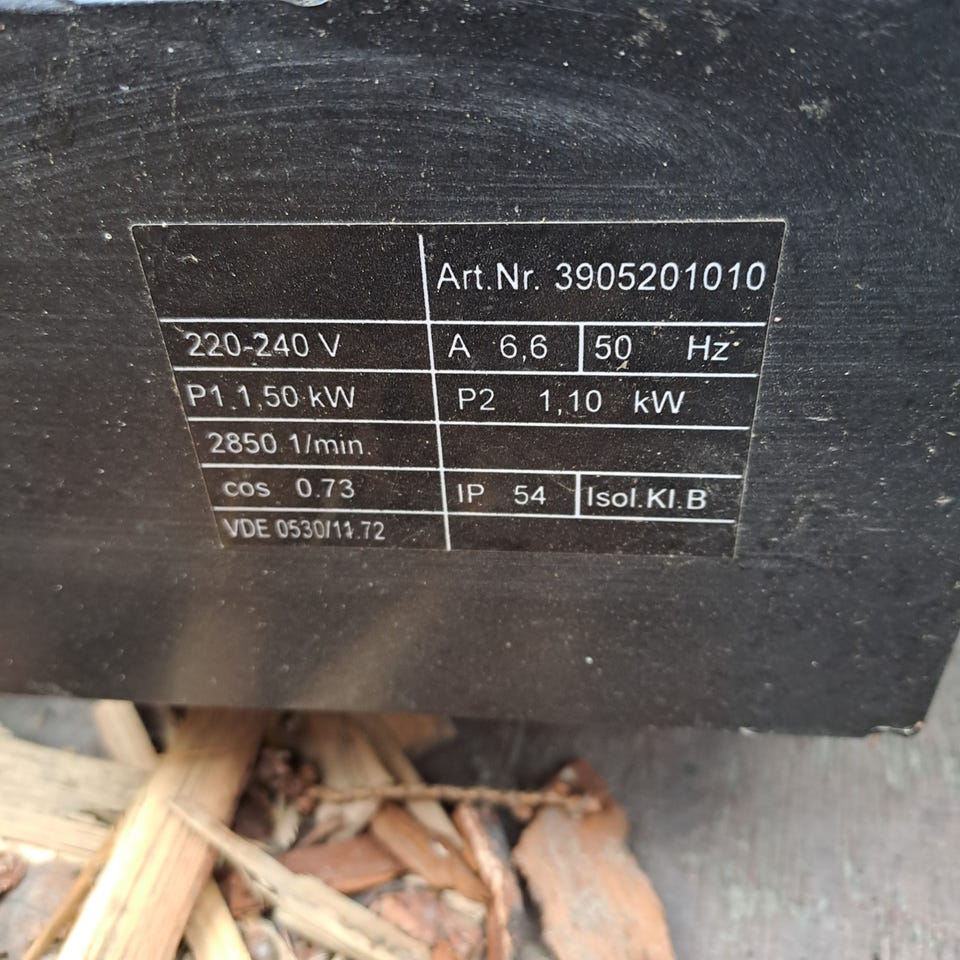 Art.Nr. 3905201010
220-240 V A 6,6 50 Hz
P1.1,50 kW P2 1,10 kW
2850 1/min.
cos 0.73 IP 54 Isol.Kl.B
VDE 0530/11.72